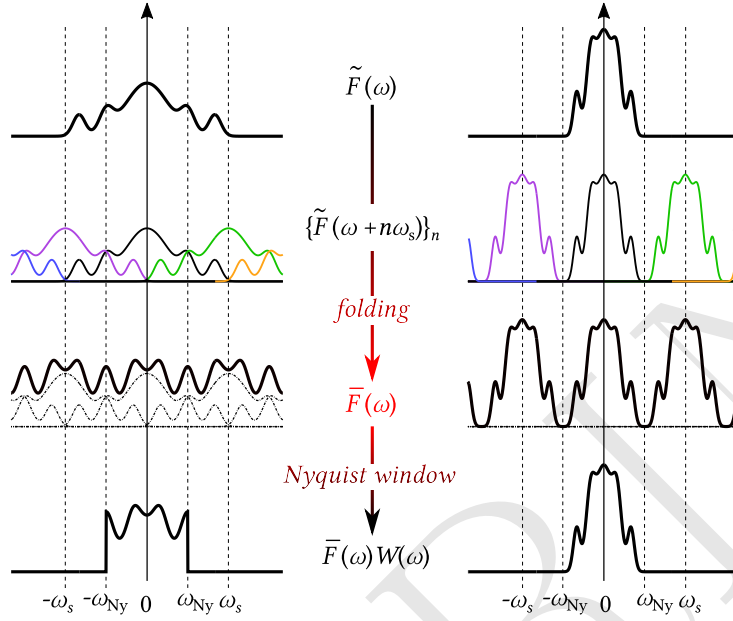 F̃(ω)
{F̃(ω + nωs)}n
folding
F̅(ω)
Nyquist window
F̅(ω)W(ω)
-ωs -ωNy 0 ωNy ωs
-ωs -ωNy 0 ωNy ωs